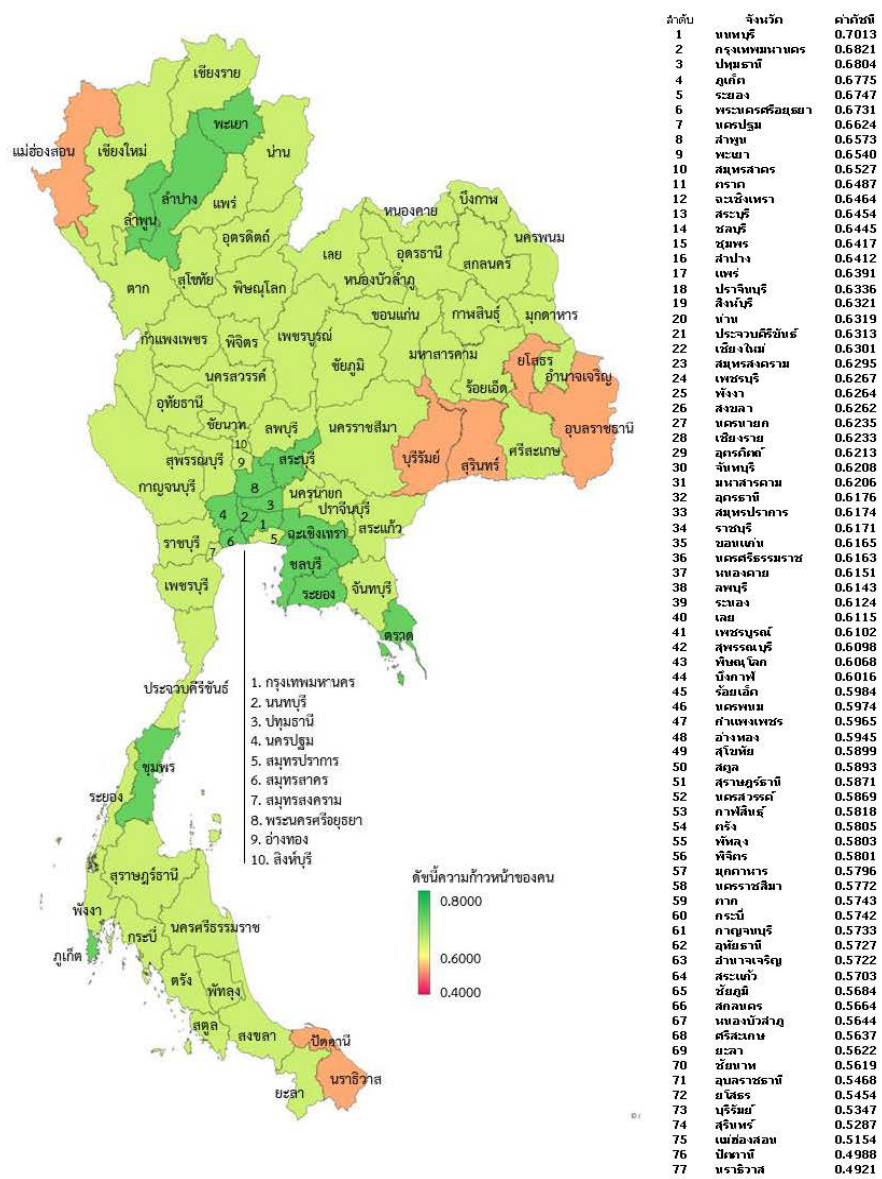 เชียงราย
พะเยา
แม่ฮ่องสอน
เชียงใหม่
น่าน
ลำปาง
แพร่
ลำพูน
อุตรดิตถ์
ตาก
สุโขทัย
พิษณุโลก
กำแพงเพชร
พิจิตร
เพชรบูรณ์
นครสวรรค์
อุทัยธานี
ชัยนาท
ลพบุรี
สุพรรณบุรี
สระบุรี
กาญจนบุรี
นครนายก
ปราจีนบุรี
สระแก้ว
ฉะเชิงเทรา
ราชบุรี
ชลบุรี
เพชรบุรี
ระยอง
จันทบุรี
ตรวด
บึงกาฬ
หนองคาย
นครพนม
เลย
อุดรธานี
สกลนคร
หนองบัวลำภู
ขอนแก่น
กาฬสินธุ์
มุกดาหาร
มหาสารคาม
ชัยภูมิ
ร้อยเอ็ด
ยโสธร
อำนาจเจริญ
นครราชสีมา
บุรีรัมย์
สุรินทร์
ศรีสะเกษ
อุบลราชธานี
10
9
8
4
2
3
1
6
5
7
ประจวบคีรีขันธ์
ชุมพร
ระยอง
สุราษฎร์ธานี
พังงา
ภูเก็ต
กระบี่
นครศรีธรรมราช
ตรัง
พัทลุง
สตูล
สงขลา
ปัตตานี
ยะลา
นราธิวาส
1. กรุงเทพมหานคร
2. นนทบุรี
3. ปทุมธานี
4. นครปฐม
5. สมุทรปราการ
6. สมุทรสาคร
7. สมุทรสงคราม
8. พระนครศรีอยุธยา
9. อ่างทอง
10. สิงห์บุรี
ดัชนีความก้าวหน้าของคน
0.8000
0.6000
0.4000
ลำดับ จังหวัด ค่าดัชนี
1 นนทบุรี 0.7013
2 กรุงเทพมหานคร 0.6821
3 ปทุมธานี 0.6804
4 ภูเก็ต 0.6775
5 ระยอง 0.6747
6 พระนครศรีอยุธยา 0.6731
7 นครปฐม 0.6624
8 ลำพูน 0.6573
9 พะเยา 0.6540
10 สมุทรสาคร 0.6527
11 ตราด 0.6487
12 ฉะเชิงเทรา 0.6464
13 สระบุรี 0.6454
14 ชลบุรี 0.6445
15 ชุมพร 0.6417
16 ลำปาง 0.6412
17 แพร่ 0.6391
18 ปราจีนบุรี 0.6336
19 สิงห์บุรี 0.6321
20 น่าน 0.6319
21 ประจวบคีรีขันธ์ 0.6313
22 เชียงใหม่ 0.6301
23 สมุทรสงคราม 0.6295
24 เพชรบุรี 0.6267
25 พังงา 0.6264
26 สงขลา 0.6262
27 นครนายก 0.6235
28 เชียงราย 0.6233
29 อุตรดิตถ์ 0.6213
30 จันทบุรี 0.6208
31 มหาสารคาม 0.6206
32 อุดรธานี 0.6176
33 สมุทรปราการ 0.6174
34 ราชบุรี 0.6171
35 ขอนแก่น 0.6165
36 นครศรีธรรมราช 0.6163
37 หนองคาย 0.6151
38 ลพบุรี 0.6143
39 ระนอง 0.6124
40 เลย 0.6115
41 เพชรบูรณ์ 0.6102
42 สุพรรณบุรี 0.6098
43 พิษณุโลก 0.6068
44 บึงกาฬ 0.6016
45 ร้อยเอ็ด 0.5984
46 นครพนม 0.5974
47 กำแพงเพชร 0.5965
48 อ่างทอง 0.5945
49 สุโขทัย 0.5899
50 สตูล 0.5893
51 สุราษฎร์ธานี 0.5871
52 นครสวรรค์ 0.5869
53 กาฬสินธุ์ 0.5818
54 ตรัง 0.5805
55 พัทลุง 0.5803
56 พิจิตร 0.5801
57 มุกดาหาร 0.5796
58 นครราชสีมา 0.5772
59 ตาก 0.5743
60 กระบี่ 0.5742
61 กาญจนบุรี 0.5733
62 อุทัยธานี 0.5727
63 อำนาจเจริญ 0.5722
64 สระแก้ว 0.5703
65 ชัยภูมิ 0.5684
66 สกลนคร 0.5664
67 หนองบัวลำภู 0.5644
68 ศรีสะเกษ 0.5637
69 ยะลา 0.5622
70 ชัยนาท 0.5619
71 อุบลราชธานี 0.5468
72 ยโสธร 0.5454
73 บุรีรัมย์ 0.5347
74 สุรินทร์ 0.5287
75 แม่ฮ่องสอน 0.5154
76 ปัตตานี 0.4988
77 นราธิวาส 0.4921